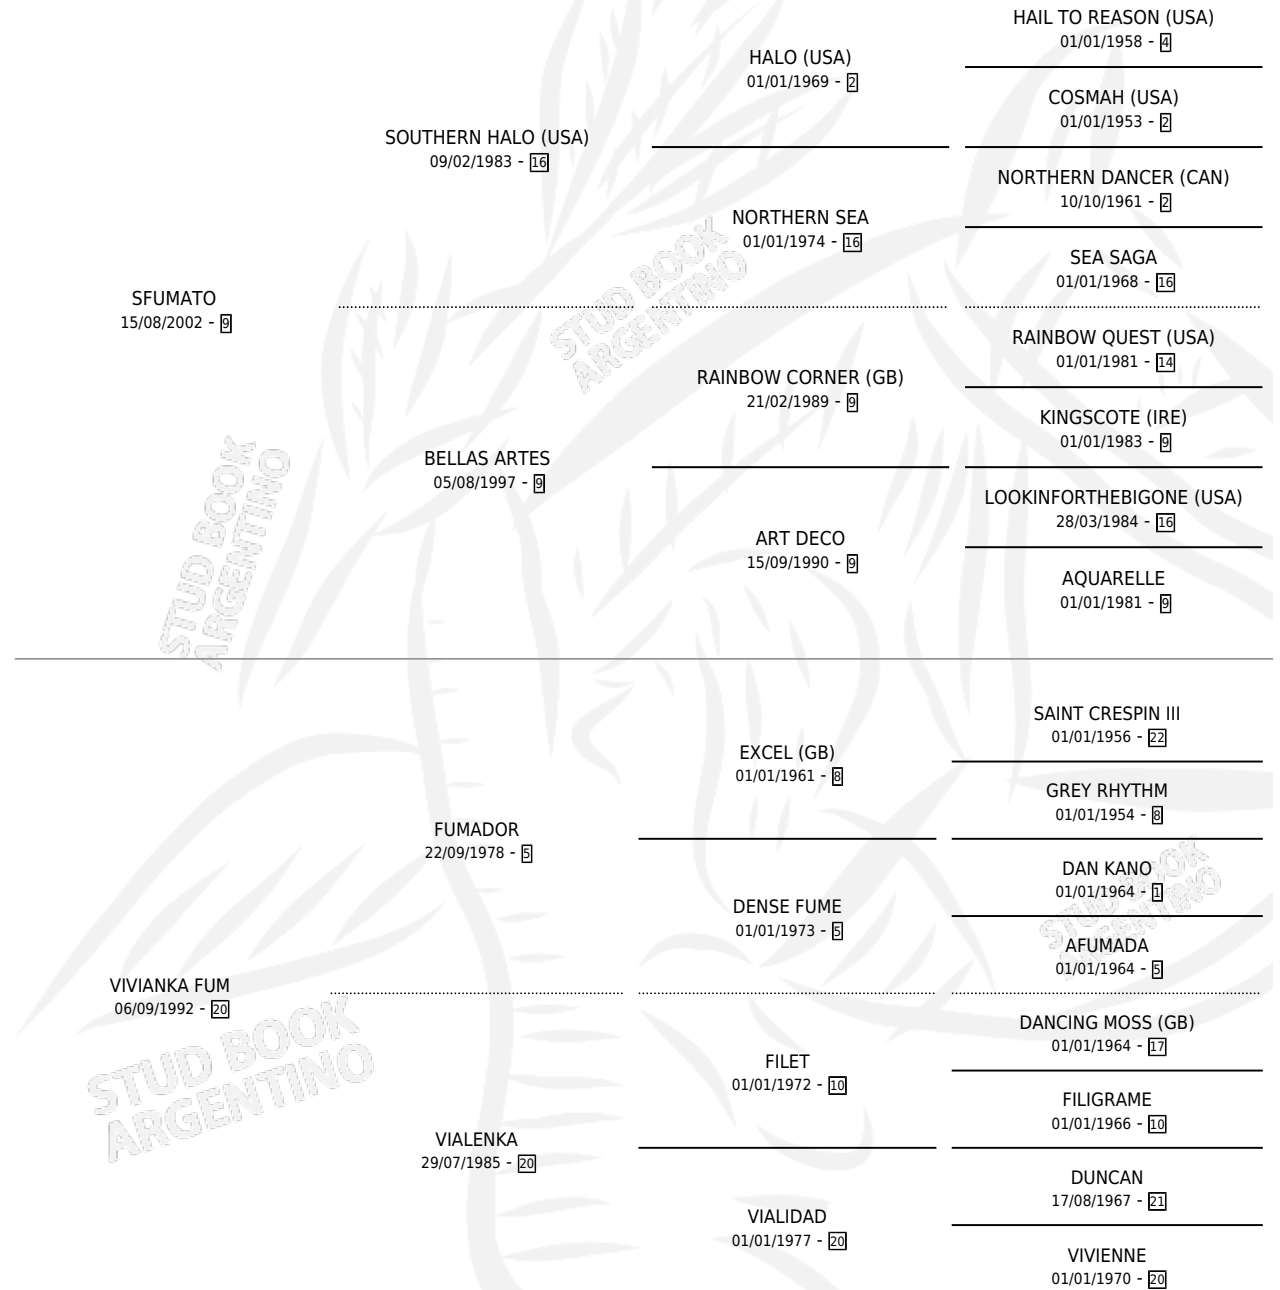 HAIL TO REASON (USA)
01/01/1958 - 4
HALO (USA)
01/01/1969 - 2
COSMAH (USA)
01/01/1953 - 2
SOUTHERN HALO (USA)
09/02/1983 - 16
NORTHERN DANCER (CAN)
10/10/1961 - 2
NORTHERN SEA
01/01/1974 - 16
SEA SAGA
01/01/1968 - 16
STUD BOOK
ARGENTINO
SFUMATO
15/08/2002 - 9
RAINBOW QUEST (USA)
01/01/1981 - 14
RAINBOW CORNER (GB)
21/02/1989 - 9
KINGSCOTE (IRE)
01/01/1983 - 9
BELLAS ARTES
05/08/1997 - 9
LOOKINFORTHEBIGONE (USA)
28/03/1984 - 16
ART DECO
15/09/1990 - 9
AQUARELLE
01/01/1981 - 9
STUD BOOK
ARGENTINO
SAINT CRESPIN III
01/01/1956 - 22
EXCEL (GB)
01/01/1961 - 8
GREY RHYTHM
01/01/1954 - 8
FUMADOR
22/09/1978 - 5
DAN KANO
01/01/1964 - 1
DENSE FUME
01/01/1973 - 5
AFUMADA
01/01/1964 - 5
STUD BOOK
ARGENTINO
VIVIANKA FUM
06/09/1992 - 20
DANCING MOSS (GB)
01/01/1964 - 17
FILET
01/01/1972 - 10
FILIGRAME
01/01/1966 - 10
STUD BOOK
ARGENTINO
VIALENKA
29/07/1985 - 20
DUNCAN
17/08/1967 - 21
VIALIDAD
01/01/1977 - 20
VIVIENNE
01/01/1970 - 20